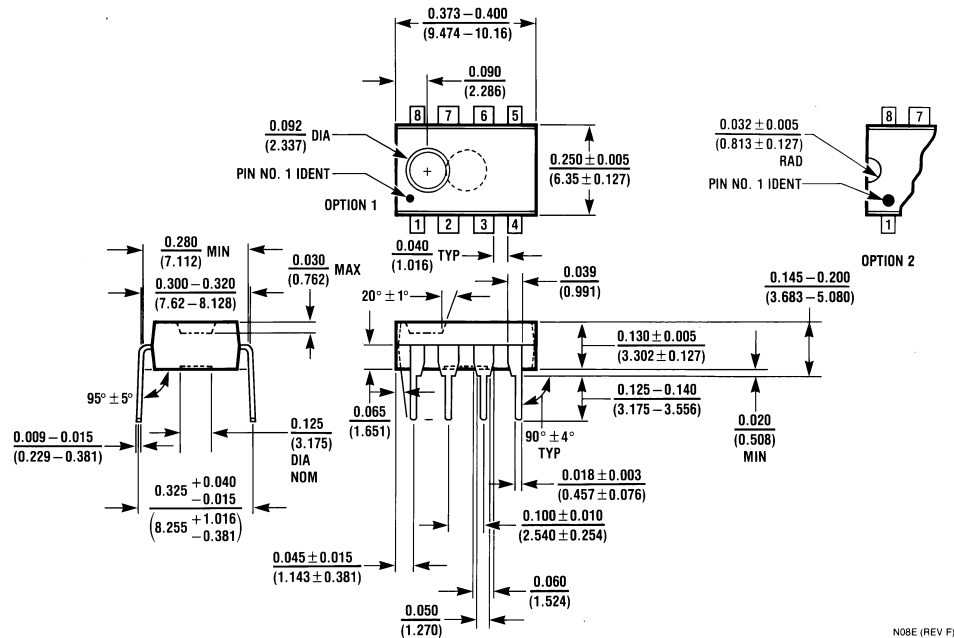 0.373 – 0.400
(9.474 – 10.16)
0.090
(2.286)
8 7 6 5
0.092 DIA
(2.337)
PIN NO. 1 IDENT
+
OPTION 1
1 2 3 4
0.250 ± 0.005
(6.35 ± 0.127)
0.032 ± 0.005
(0.813 ± 0.127)
RAD
PIN NO. 1 IDENT
8 7
1
OPTION 2
0.280 MIN
(7.112)
0.300 – 0.320
(7.62 – 8.128)
0.030 MAX
(0.762)
0.040 TYP
(1.016)
0.039
(0.991)
20° ± 1°
0.145 – 0.200
(3.683 – 5.080)
0.130 ± 0.005
(3.302 ± 0.127)
0.125 – 0.140
(3.175 – 3.556)
0.020
(0.508)
MIN
95° ± 5°
0.009 – 0.015
(0.229 – 0.381)
0.125
(3.175)
DIA
NOM
0.065
(1.651)
90° ± 4°
TYP
0.018 ± 0.003
(0.457 ± 0.076)
0.325 +0.040
−0.015
(8.255 +1.016
−0.381)
0.100 ± 0.010
(2.540 ± 0.254)
0.045 ± 0.015
(1.143 ± 0.381)
0.060
(1.524)
0.050
(1.270)
N08E (REV F)